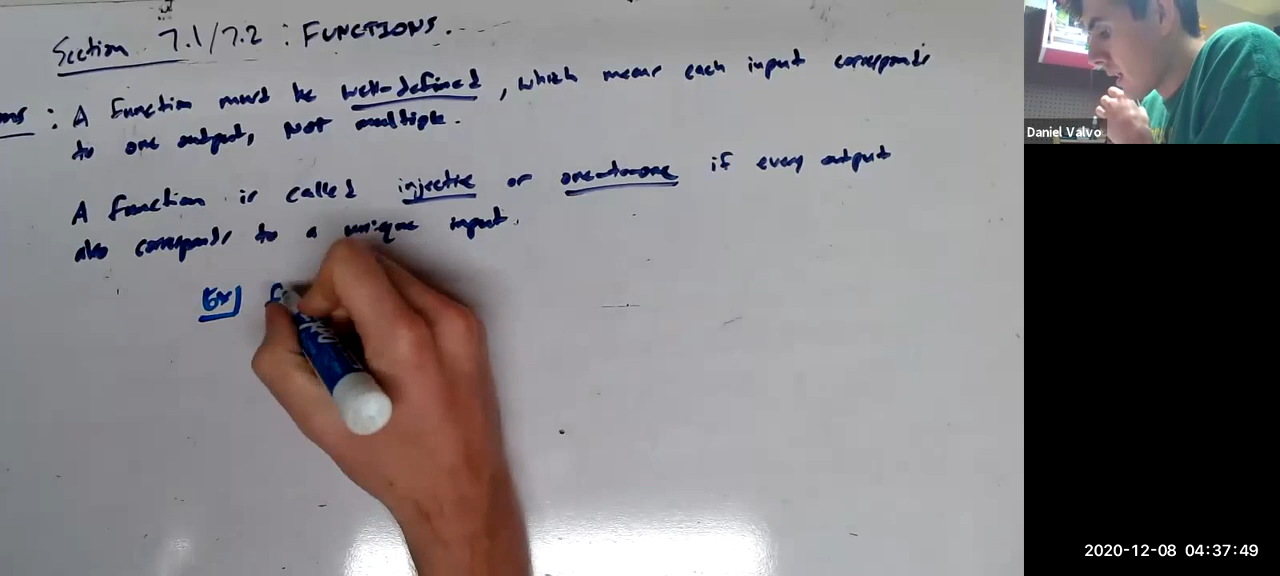 Section 7.1/7.2 : FUNCTIONS.
: A function must be well-defined, which means each input corresponds
to one output, NOT multiple.
A function is called injective or one-to-one if every output
also corresponds to a unique input.
Ex)
Daniel Valvo
2020-12-08 04:37:49